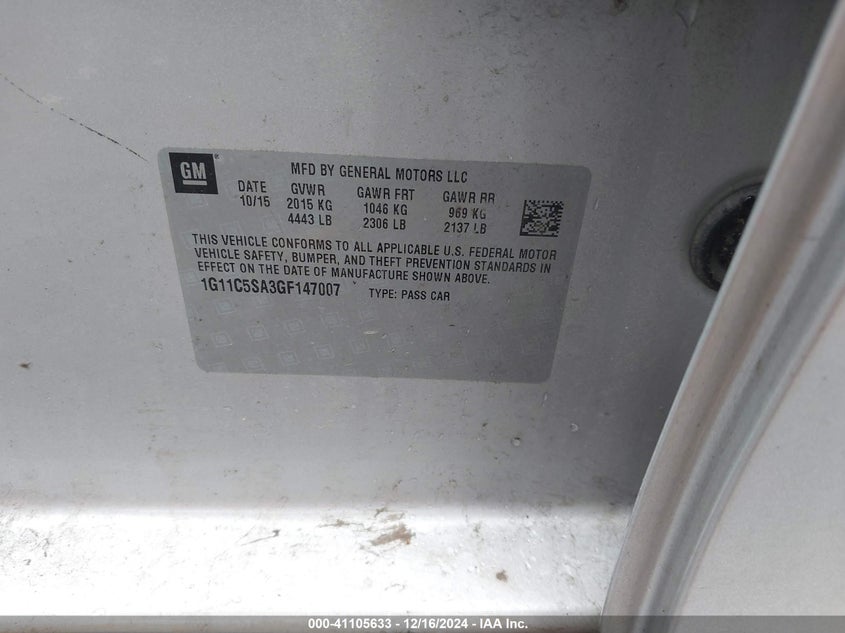 GM
MFD BY GENERAL MOTORS LLC
DATE GVWR GAWR FRT GAWR RR
10/15 2015 KG 1046 KG 969 KG
4443 LB 2306 LB 2137 LB
THIS VEHICLE CONFORMS TO ALL APPLICABLE U.S. FEDERAL MOTOR
VEHICLE SAFETY, BUMPER, AND THEFT PREVENTION STANDARDS IN
EFFECT ON THE DATE OF MANUFACTURE SHOWN ABOVE.
1G11C5SA3GF147007 TYPE: PASS CAR
000-41105633 - 12/16/2024 - IAA Inc.